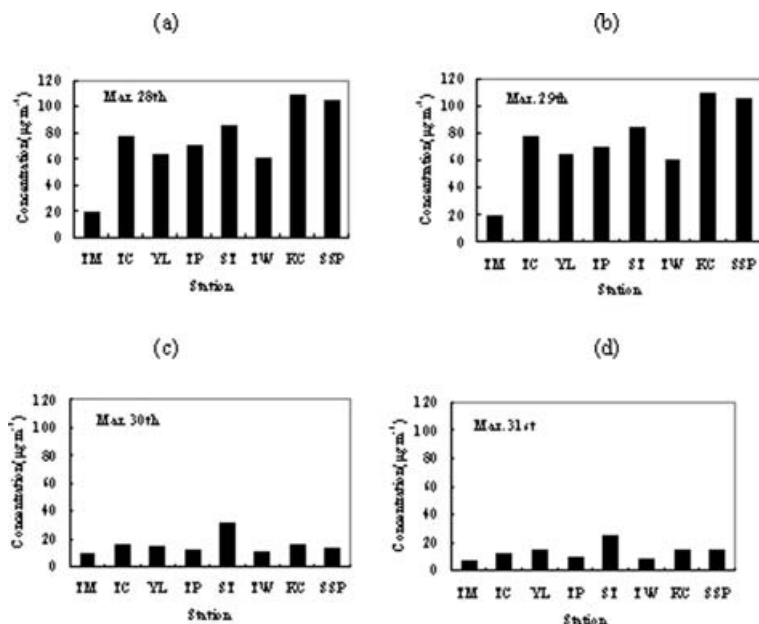 (a)
120
100
80
60
40
20
0
Concentration(μg m⁻³)
Mar. 28th
TM TC YL TP ST TW KC SSP
Station
(b)
120
100
80
60
40
20
0
Concentration(μg m⁻³)
Mar. 29th
TM TC YL TP ST TW KC SSP
Station
(c)
120
100
80
60
40
20
0
Concentration(μg m⁻³)
Mar. 30th
TM TC YL TP ST TW KC SSP
Station
(d)
120
100
80
60
40
20
0
Concentration(μg m⁻³)
Mar. 31st
TM TC YL TP ST TW KC SSP
Station